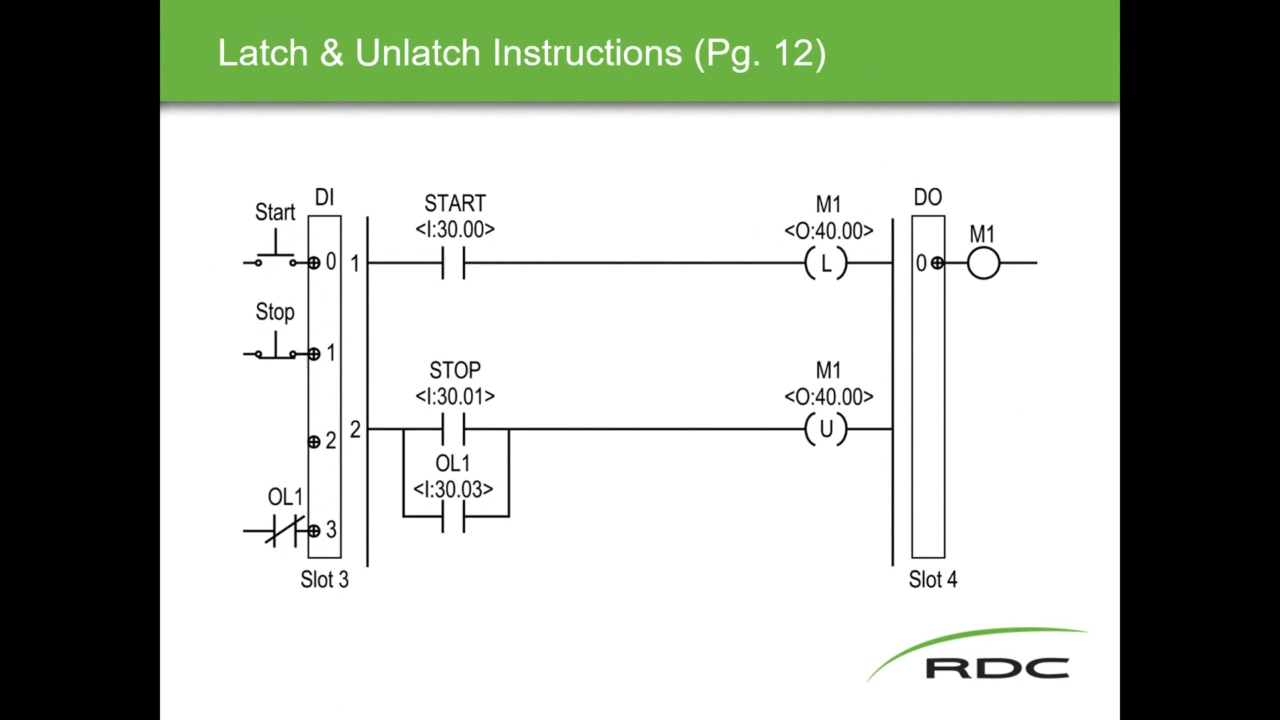 Latch & Unlatch Instructions (Pg. 12)
DI
Start
0
Stop
1
2
OL1
3
Slot 3
1
START
<I:30.00>
M1
<O:40.00>
L
2
STOP
<I:30.01>
OL1
<I:30.03>
M1
<O:40.00>
U
DO
0
M1
Slot 4
RDC